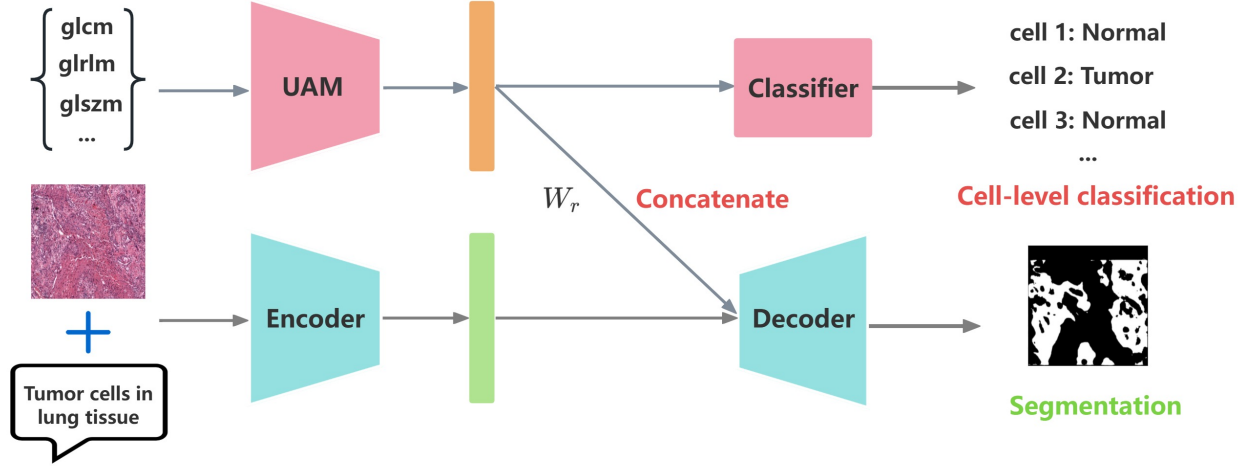 glcm
glrlm
glszm
...
UAM
Classifier
cell 1: Normal
cell 2: Tumor
cell 3: Normal
...
Cell-level classification
W_r
Concatenate
Encoder
Decoder
Tumor cells in
lung tissue
Segmentation